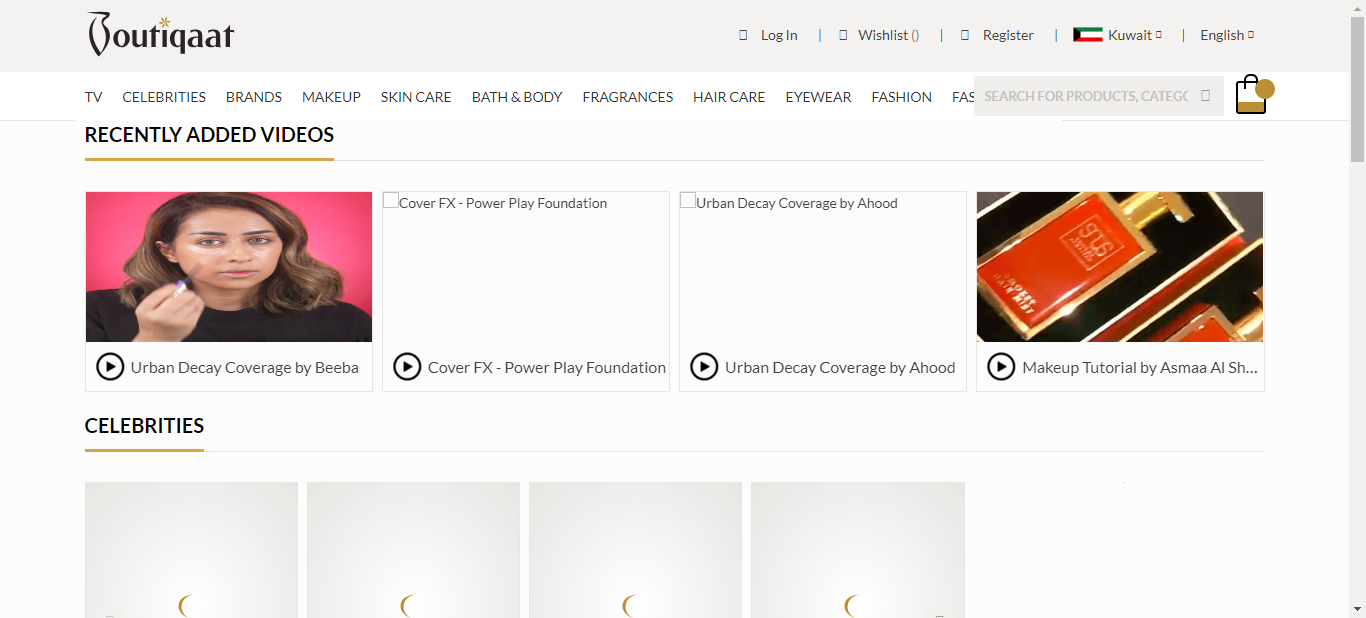 Boutiqaat
Log In | Wishlist () | Register | Kuwait | English
TV CELEBRITIES BRANDS MAKEUP SKIN CARE BATH & BODY FRAGRANCES HAIR CARE EYEWEAR FASHION FAS
SEARCH FOR PRODUCTS, CATEG
RECENTLY ADDED VIDEOS
Cover FX - Power Play Foundation
Urban Decay Coverage by Ahood
Urban Decay Coverage by Beeba
Cover FX - Power Play Foundation
Urban Decay Coverage by Ahood
Makeup Tutorial by Asmaa Al Sh...
CELEBRITIES